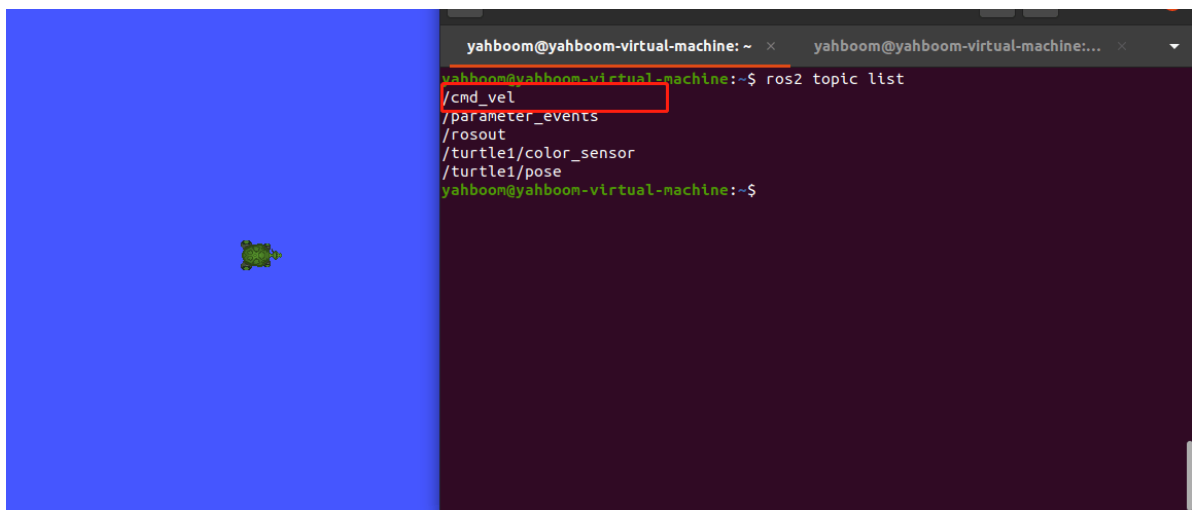 yahboom@yahboom-virtual-machine: ~ × yahboom@yahboom-virtual-machine:... ×
yahboom@yahboom-virtual-machine:~$ ros2 topic list
/cmd_vel
/parameter_events
/rosout
/turtle1/color_sensor
/turtle1/pose
yahboom@yahboom-virtual-machine:~$